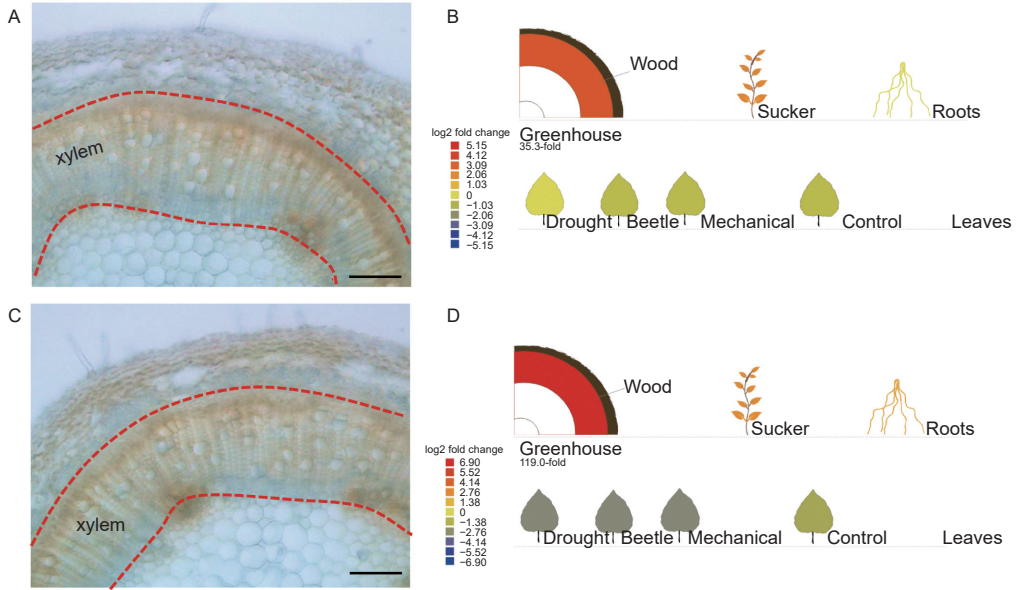 A
xylem
B
Wood
Sucker
Roots
Greenhouse
35.3-fold
log2 fold change
5.15
4.12
3.09
2.06
1.03
0
−1.03
−2.06
−3.09
−4.12
−5.15
Drought
Beetle
Mechanical
Control
Leaves
C
xylem
D
Wood
Sucker
Roots
Greenhouse
119.0-fold
log2 fold change
6.90
5.52
4.14
2.76
1.38
0
−1.38
−2.76
−4.14
−5.52
−6.90
Drought
Beetle
Mechanical
Control
Leaves